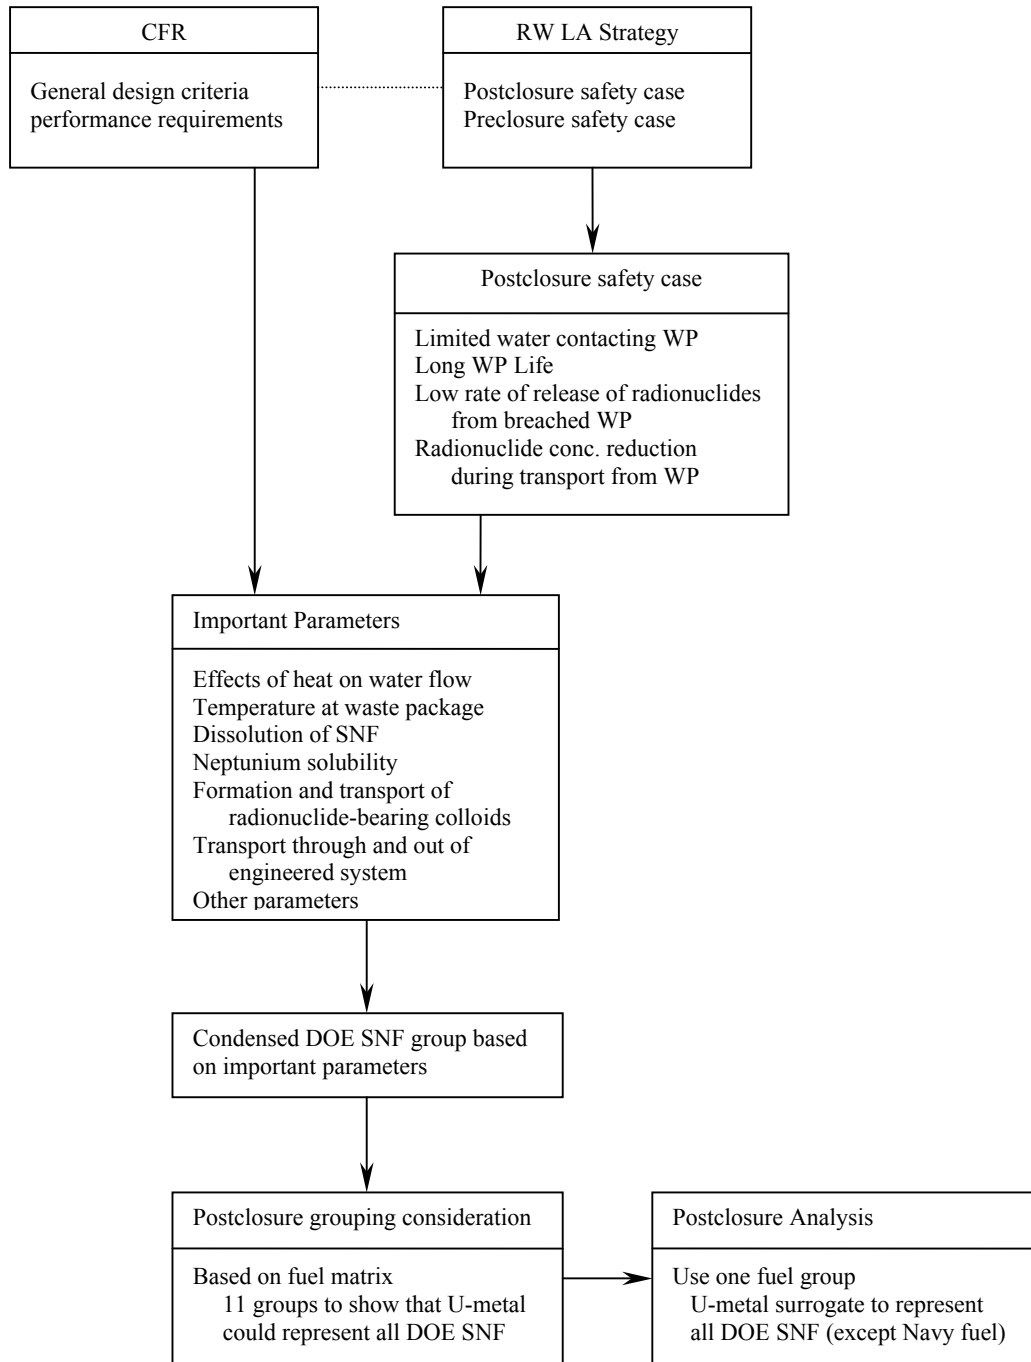 CFR
General design criteria
performance requirements
RW LA Strategy
Postclosure safety case
Preclosure safety case
Postclosure safety case
Limited water contacting WP
Long WP Life
Low rate of release of radionuclides
from breached WP
Radionuclide conc. reduction
during transport from WP
Important Parameters
Effects of heat on water flow
Temperature at waste package
Dissolution of SNF
Neptunium solubility
Formation and transport of
radionuclide-bearing colloids
Transport through and out of
engineered system
Other parameters
Condensed DOE SNF group based
on important parameters
Postclosure grouping consideration
Based on fuel matrix
11 groups to show that U-metal
could represent all DOE SNF
Postclosure Analysis
Use one fuel group
U-metal surrogate to represent
all DOE SNF (except Navy fuel)